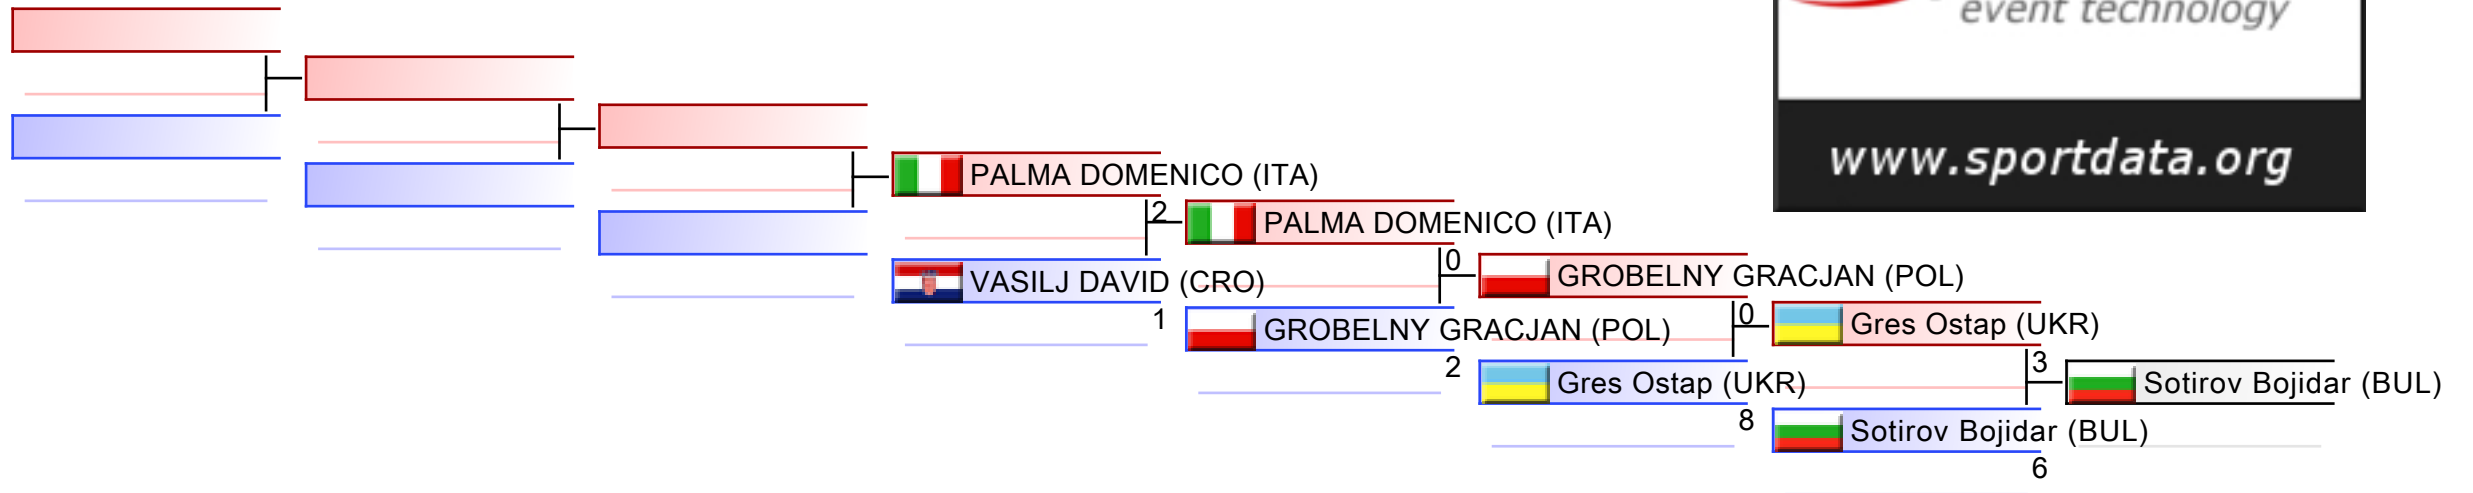 event technology
www.sportdata.org
PALMA DOMENICO (ITA)
2
PALMA DOMENICO (ITA)
VASILJ DAVID (CRO)
1
0
GROBELNY GRACJAN (POL)
GROBELNY GRACJAN (POL)
2
0
Gres Ostap (UKR)
Gres Ostap (UKR)
8
3
Sotirov Bojidar (BUL)
Sotirov Bojidar (BUL)
6